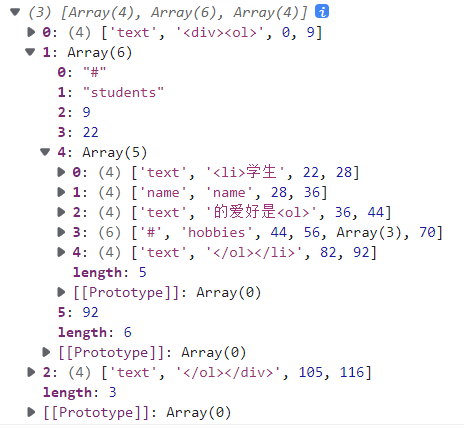 (3) [Array(4), Array(6), Array(4)] i
0: (4) ['text', '<div><ol>', 0, 9]
1: Array(6)
0: "#"
1: "students"
2: 9
3: 22
4: Array(5)
0: (4) ['text', '<li>学生', 22, 28]
1: (4) ['name', 'name', 28, 36]
2: (4) ['text', '的爱好是<ol>', 36, 44]
3: (6) ['#', 'hobbies', 44, 56, Array(3), 70]
4: (4) ['text', '</ol></li>', 82, 92]
length: 5
[[Prototype]]: Array(0)
5: 92
length: 6
[[Prototype]]: Array(0)
2: (4) ['text', '</ol></div>', 105, 116]
length: 3
[[Prototype]]: Array(0)